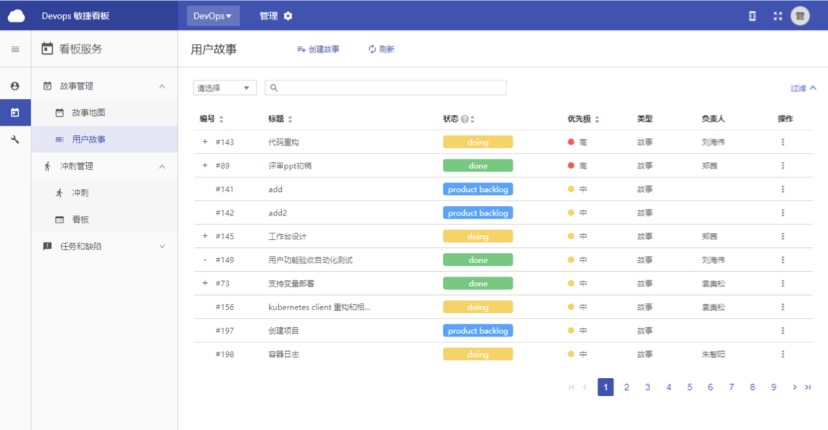 Devops 敏捷看板 DevOps 管理 管
看板服务 用户故事 创建故事 刷新
故事管理 请选择 过滤
故事地图
用户故事
冲刺管理
冲刺
看板
任务和缺陷
编号 标题 状态 优先级 类型 负责人 操作
+ #143 代码重构 doing 高 故事 刘海伟
+ #89 评审ppt初稿 done 高 故事 郑茜
#141 add product backlog 中 故事
#142 add2 product backlog 中 故事
+ #145 工作台设计 doing 中 故事 郑茜
- #149 用户功能验收自动化测试 done 中 故事 刘海伟
+ #73 支持变量部署 done 中 故事 袁奥松
#156 kubernetes client 重构和相... doing 中 故事
#197 创建项目 product backlog 中 故事
#198 容器日志 doing 中 故事 朱智阳
1 2 3 4 5 6 7 8 9